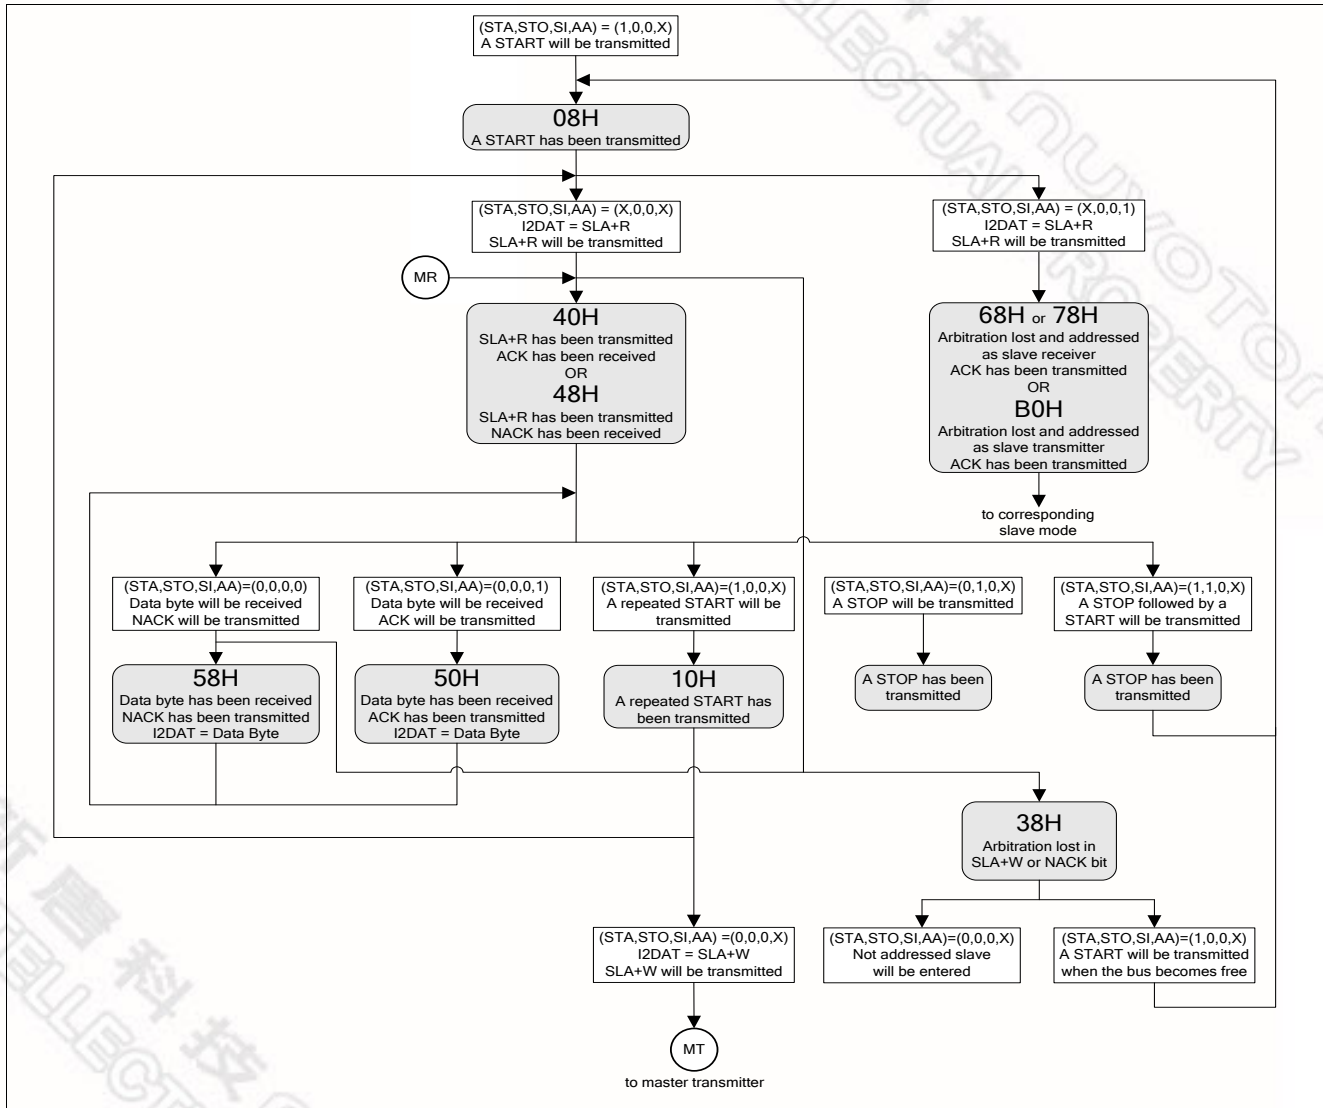 (STA,STO,SI,AA) = (1,0,0,X)
A START will be transmitted
08H
A START has been transmitted
(STA,STO,SI,AA) = (X,0,0,X)
I2DAT = SLA+R
SLA+R will be transmitted
(STA,STO,SI,AA) = (X,0,0,1)
I2DAT = SLA+R
SLA+R will be transmitted
MR
40H
SLA+R has been transmitted
ACK has been received
OR
48H
SLA+R has been transmitted
NACK has been received
68H or 78H
Arbitration lost and addressed
as slave receiver
ACK has been transmitted
OR
B0H
Arbitration lost and addressed
as slave transmitter
ACK has been transmitted
to corresponding
slave mode
(STA,STO,SI,AA)=(0,0,0,0)
Data byte will be received
NACK will be transmitted
(STA,STO,SI,AA)=(0,0,0,1)
Data byte will be received
ACK will be transmitted
(STA,STO,SI,AA)=(1,0,0,X)
A repeated START will be
transmitted
(STA,STO,SI,AA)=(0,1,0,X)
A STOP will be transmitted
(STA,STO,SI,AA)=(1,1,0,X)
A STOP followed by a
START will be transmitted
58H
Data byte has been received
NACK has been transmitted
I2DAT = Data Byte
50H
Data byte has been received
ACK has been transmitted
I2DAT = Data Byte
10H
A repeated START has
been transmitted
A STOP has been
transmitted
A STOP has been
transmitted
38H
Arbitration lost in
SLA+W or NACK bit
(STA,STO,SI,AA) =(0,0,0,X)
I2DAT = SLA+W
SLA+W will be transmitted
(STA,STO,SI,AA)=(0,0,0,X)
Not addressed slave
will be entered
(STA,STO,SI,AA)=(1,0,0,X)
A START will be transmitted
when the bus becomes free
MT
to master transmitter
科技 nuvoTon
唐科技